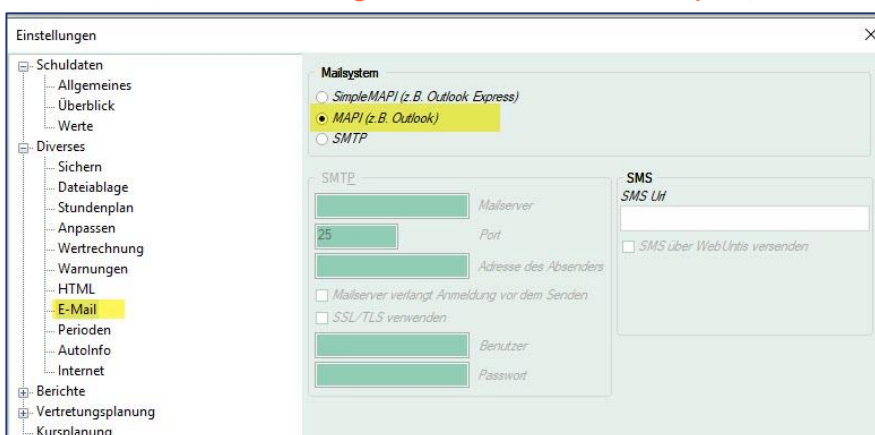 Einstellungen
Schuldaten
Allgemeines
Überblick
Werte
Diverses
Sichern
Dateiablage
Stundenplan
Anpassen
Wertrechnung
Warnungen
HTML
E-Mail
Perioden
AutoInfo
Internet
Berichte
Vertretungsplanung
Kursplanung
Mailsystem
SimpleMAPI (z.B. Outlook Express)
MAPI (z.B. Outlook)
SMTP
SMTP
Mailserver
25 Port
Adresse des Absenders
Mailserver verlangt Anmeldung vor dem Senden
SSL/TLS verwenden
Benutzer
Passwort
SMS
SMS Url
SMS über WebUntis versenden